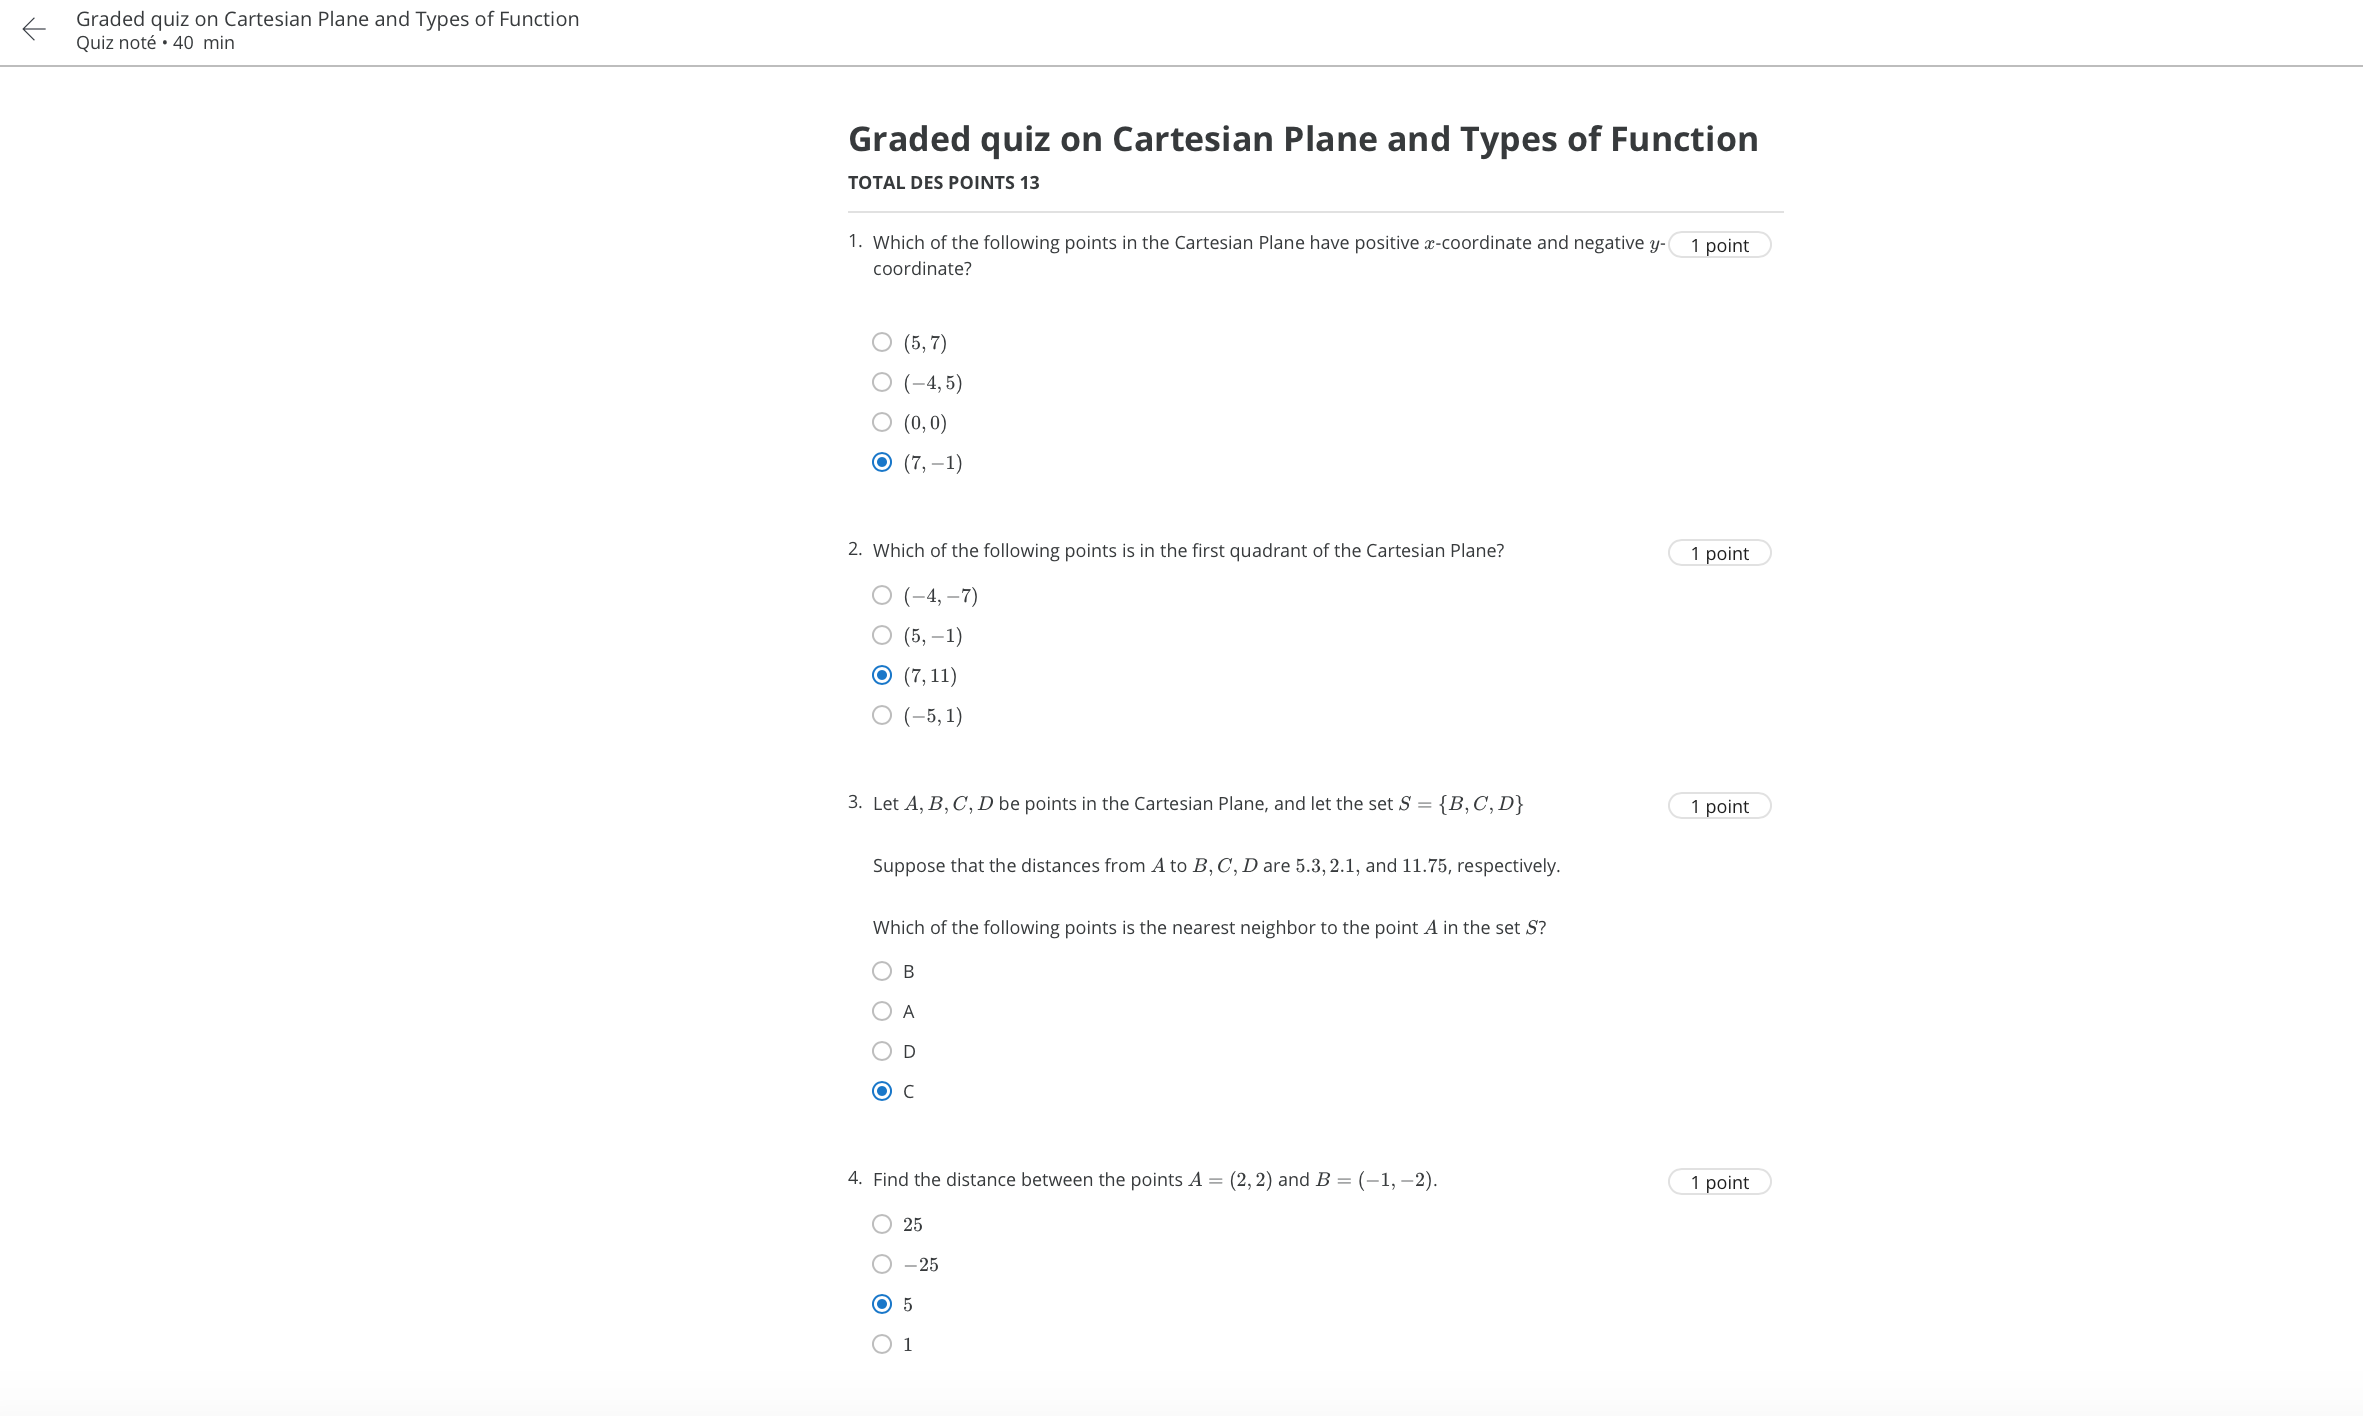 Graded quiz on Cartesian Plane and Types of Function
Quiz noté • 40 min
Graded quiz on Cartesian Plane and Types of Function
TOTAL DES POINTS 13
1. Which of the following points in the Cartesian Plane have positive x-coordinate and negative y- 1 point
coordinate?
(5, 7)
(−4, 5)
(0, 0)
(7, −1)
2. Which of the following points is in the first quadrant of the Cartesian Plane? 1 point
(−4, −7)
(5, −1)
(7, 11)
(−5, 1)
3. Let A, B, C, D be points in the Cartesian Plane, and let the set S = {B, C, D} 1 point
Suppose that the distances from A to B, C, D are 5.3, 2.1, and 11.75, respectively.
Which of the following points is the nearest neighbor to the point A in the set S?
B
A
D
C
4. Find the distance between the points A = (2, 2) and B = (−1, −2). 1 point
25
−25
5
1